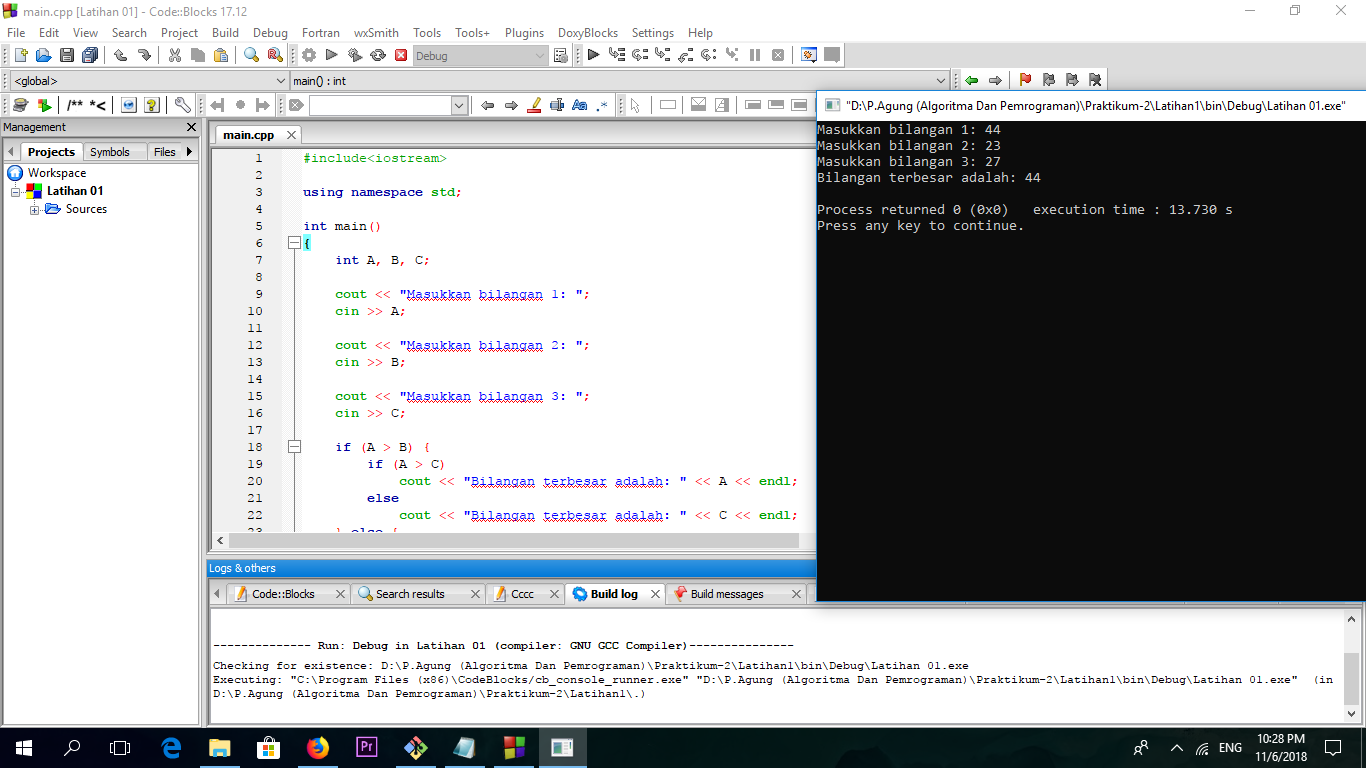 main.cpp [Latihan 01] - Code::Blocks 17.12
File Edit View Search Project Build Debug Fortran wxSmith Tools Tools+ Plugins DoxyBlocks Settings Help
Debug
<global>
main() : int
/** *<
Aa .*
Management
Projects Symbols Files
Workspace
Latihan 01
Sources
main.cpp
1 #include<iostream>
2
3 using namespace std;
4
5 int main()
6 {
7 int A, B, C;
8
9 cout << "Masukkan bilangan 1: ";
10 cin >> A;
11
12 cout << "Masukkan bilangan 2: ";
13 cin >> B;
14
15 cout << "Masukkan bilangan 3: ";
16 cin >> C;
17
18 if (A > B) {
19 if (A > C)
20 cout << "Bilangan terbesar adalah: " << A << endl;
21 else
22 cout << "Bilangan terbesar adalah: " << C << endl;
23 } else {
"D:\P.Agung (Algoritma Dan Pemrograman)\Praktikum-2\Latihan1\bin\Debug\Latihan 01.exe"
Masukkan bilangan 1: 44
Masukkan bilangan 2: 23
Masukkan bilangan 3: 27
Bilangan terbesar adalah: 44
Process returned 0 (0x0) execution time : 13.730 s
Press any key to continue.
Logs & others
Code::Blocks Search results Cccc Build log Build messages
-------------- Run: Debug in Latihan 01 (compiler: GNU GCC Compiler)---------------
Checking for existence: D:\P.Agung (Algoritma Dan Pemrograman)\Praktikum-2\Latihan1\bin\Debug\Latihan 01.exe
Executing: "C:\Program Files (x86)\CodeBlocks/cb_console_runner.exe" "D:\P.Agung (Algoritma Dan Pemrograman)\Praktikum-2\Latihan1\bin\Debug\Latihan 01.exe" (in
D:\P.Agung (Algoritma Dan Pemrograman)\Praktikum-2\Latihan1\.)
Pr
ENG
10:28 PM
11/6/2018